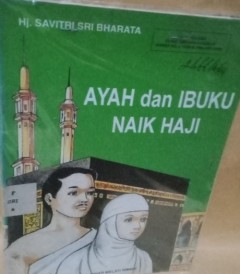 Hj. SAVITRI SRI BHARATA
AYAH dan IBUKU
NAIK HAJI